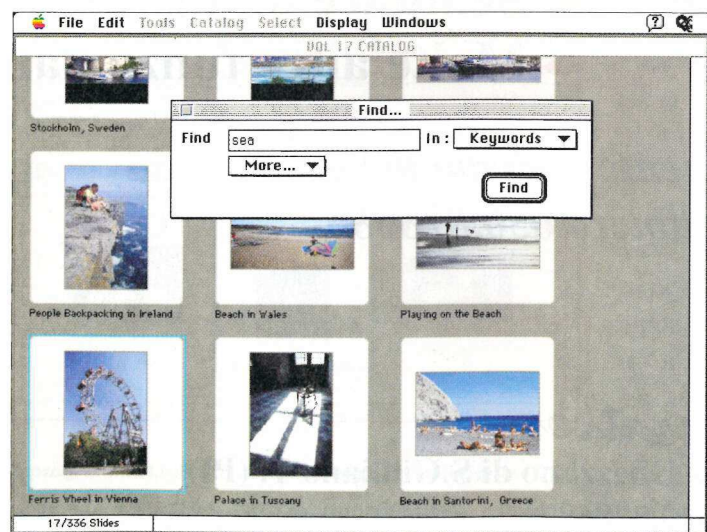 File Edit Tools Catalog Select Display Windows
VOL 17 CATALOG
Find...
Find sea In: Keywords
More...
Find
Stockholm, Sweden
People Backpacking in Ireland
Beach in Wales
Playing on the Beach
Ferris Wheel in Vienna
Palace in Tuscany
Beach in Santorini, Greece
17/336 Slides